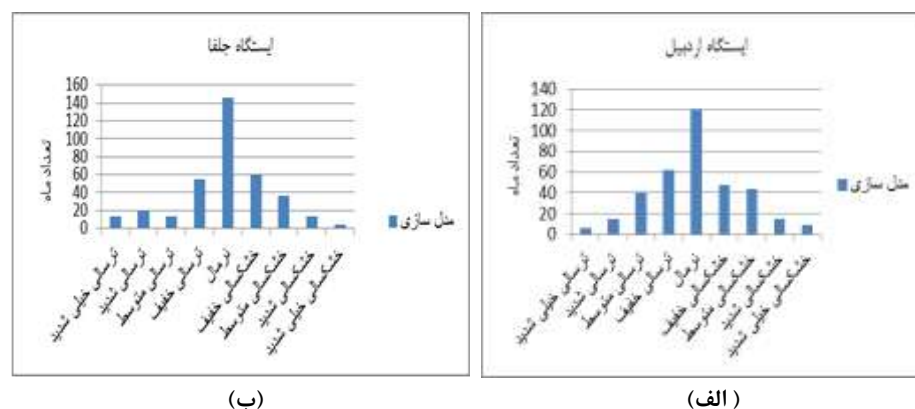 ایستگاه اردبیل
تعداد ماه
140
120
100
80
60
40
20
0
ترسالی خیلی شدید
ترسالی شدید
ترسالی متوسط
ترسالی خفیف
نرمال
خشکسالی خفیف
خشکسالی متوسط
خشکسالی شدید
خشکسالی خیلی شدید
مدل سازی
(الف)
ایستگاه جلفا
تعداد ماه
160
140
120
100
80
60
40
20
0
ترسالی خیلی شدید
ترسالی شدید
ترسالی متوسط
ترسالی خفیف
نرمال
خشکسالی خفیف
خشکسالی متوسط
خشکسالی شدید
خشکسالی خیلی شدید
مدل سازی
(ب)